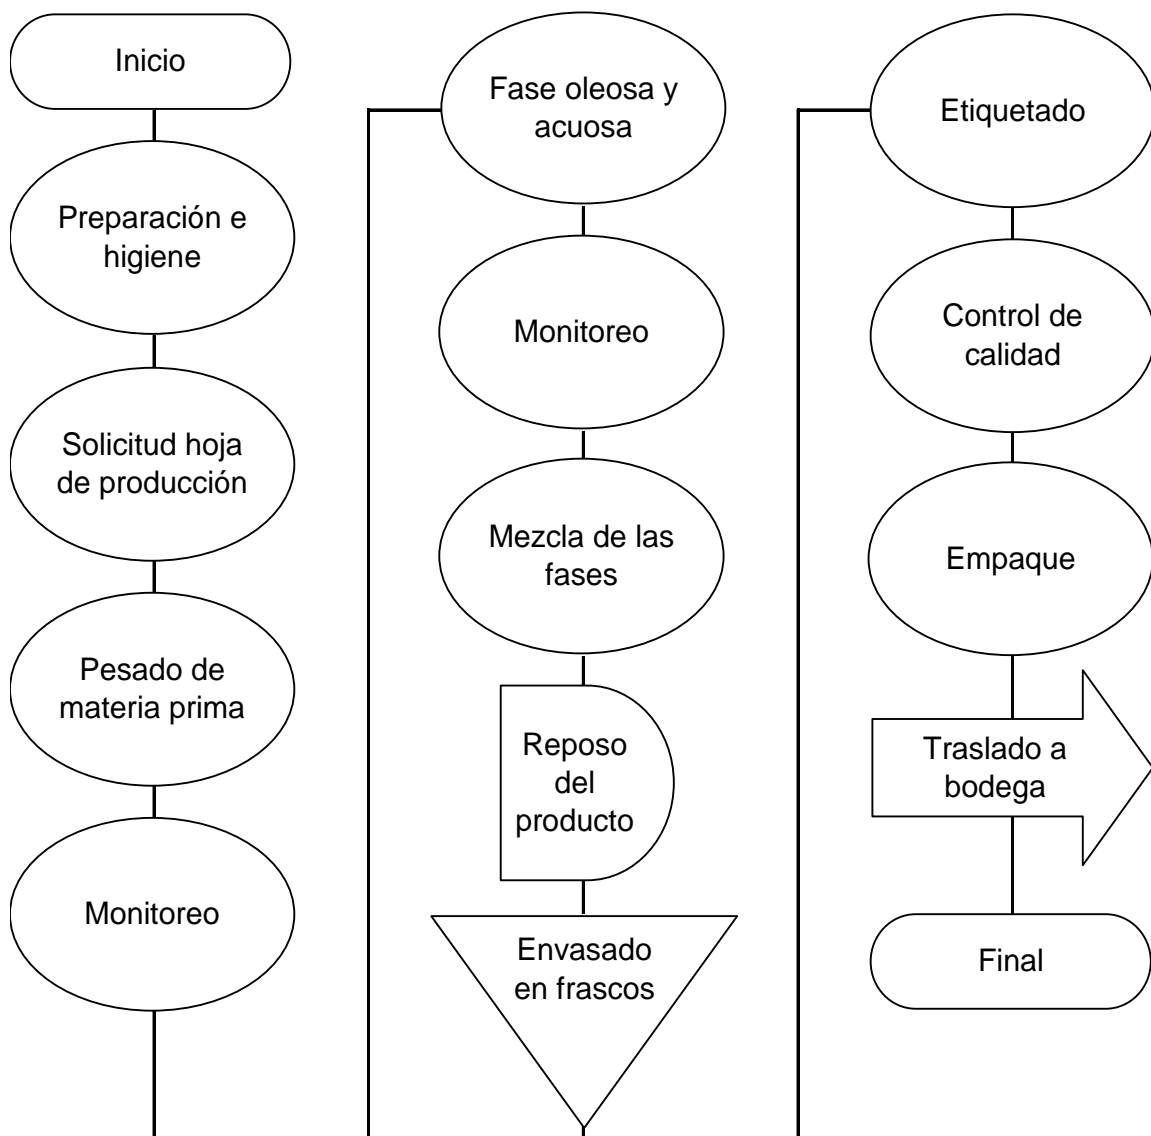 Inicio
Preparación e
higiene
Solicitud hoja
de producción
Pesado de
materia prima
Monitoreo
Fase oleosa y
acuosa
Monitoreo
Mezcla de las
fases
Reposo
del
producto
Envasado
en frascos
Etiquetado
Control de
calidad
Empaque
Traslado a
bodega
Final